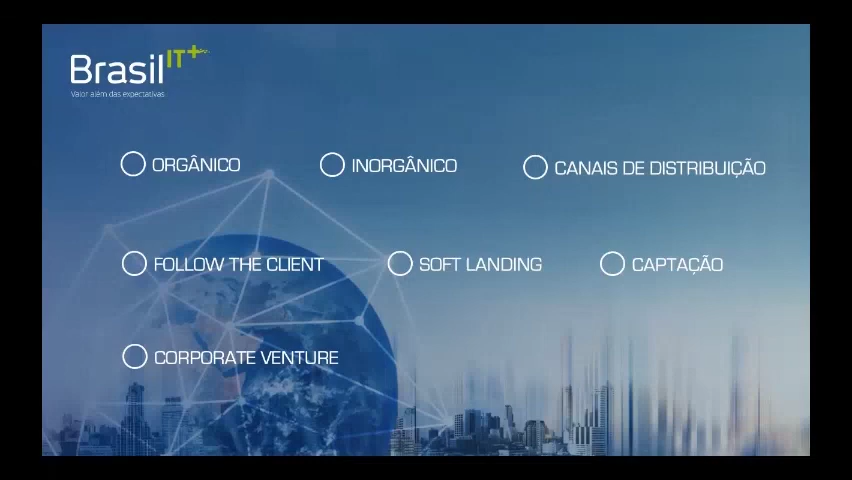 Brasil IT+
Valor além das expectativas
ORGÂNICO
INORGÂNICO
CANAIS DE DISTRIBUIÇÃO
FOLLOW THE CLIENT
SOFT LANDING
CAPTAÇÃO
CORPORATE VENTURE